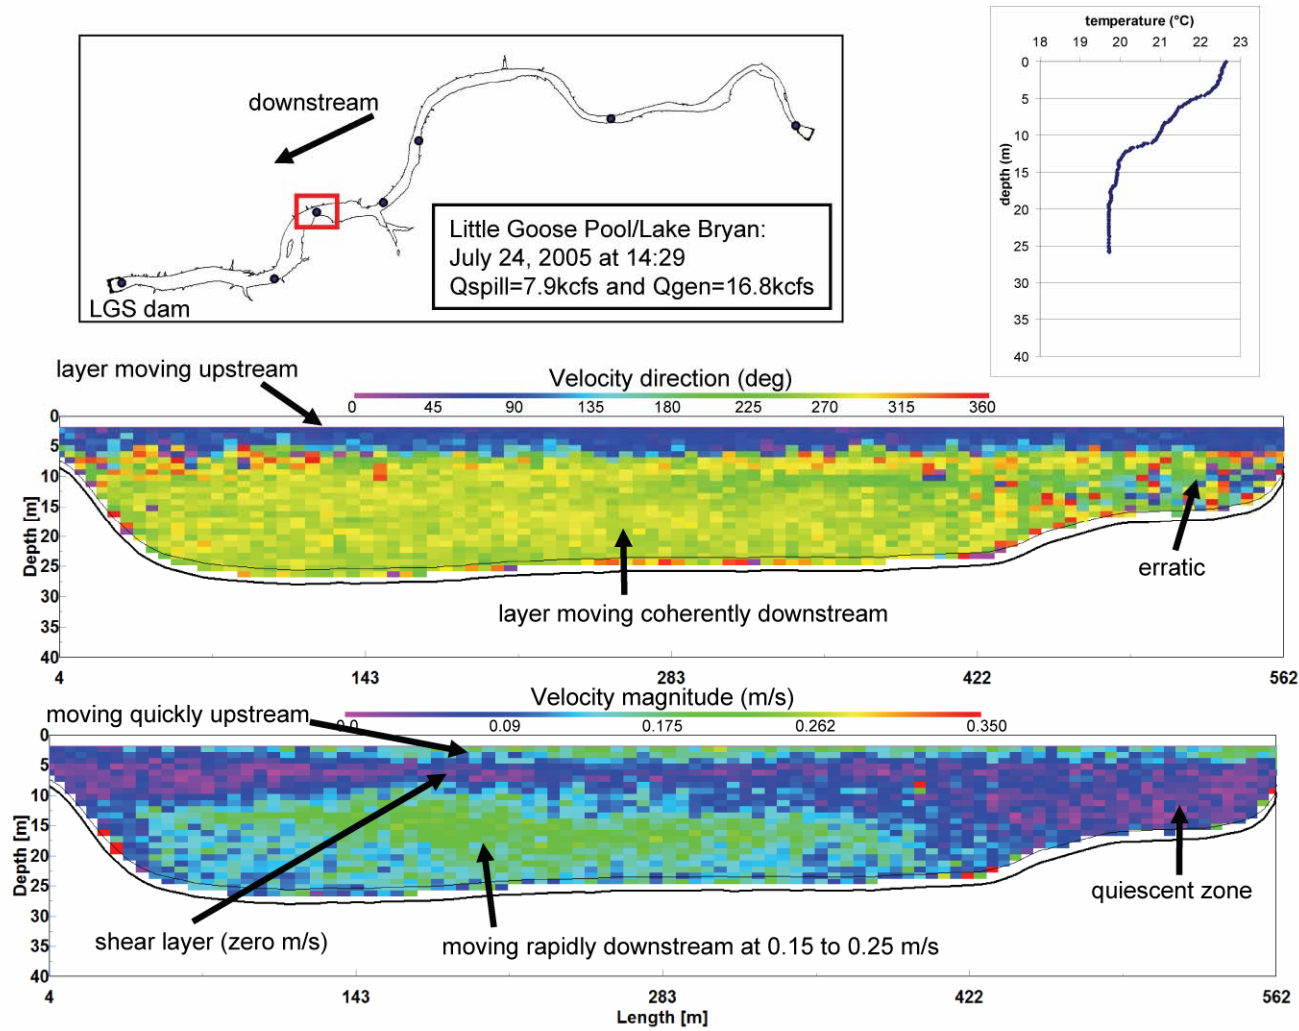 downstream
Little Goose Pool/Lake Bryan:
July 24, 2005 at 14:29
Qspill=7.9kcfs and Qgen=16.8kcfs
LGS dam
temperature (°C)
18 19 20 21 22 23
depth (m)
0
5
10
15
20
25
30
35
40
layer moving upstream
Velocity direction (deg)
0 45 90 135 180 225 270 315 360
Depth [m]
0
5
10
15
20
25
30
35
40
erratic
layer moving coherently downstream
4 143 283 422 562
Velocity magnitude (m/s)
moving quickly upstream
0.0 0.09 0.175 0.262 0.350
Depth [m]
0
5
10
15
20
25
30
35
40
quiescent zone
shear layer (zero m/s)
moving rapidly downstream at 0.15 to 0.25 m/s
4 143 283 422 562
Length [m]